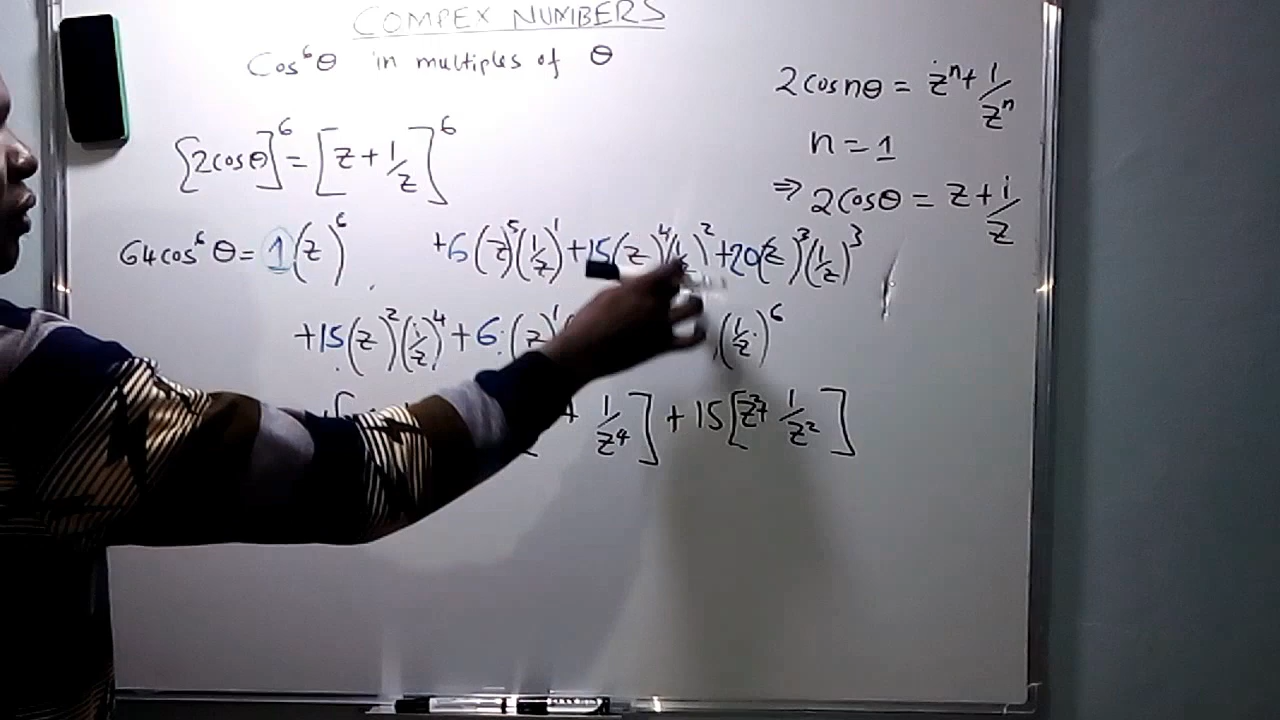 COMPEX NUMBERS
Cos⁶θ in multiples of θ
2cosnθ = zⁿ + 1/zⁿ
n = 1
⇒ 2cosθ = z + 1/z
[2cosθ]⁶ = [z + 1/z]⁶
64cos⁶θ = 1(z)⁶ +6(z)⁵(1/z)¹ +15(z)⁴(1/z)² +20(z)³(1/z)³
+15(z)²(1/z)⁴ +6(z)¹ (1/z)⁶
+ 1/z⁴] + 15[z² + 1/z²]